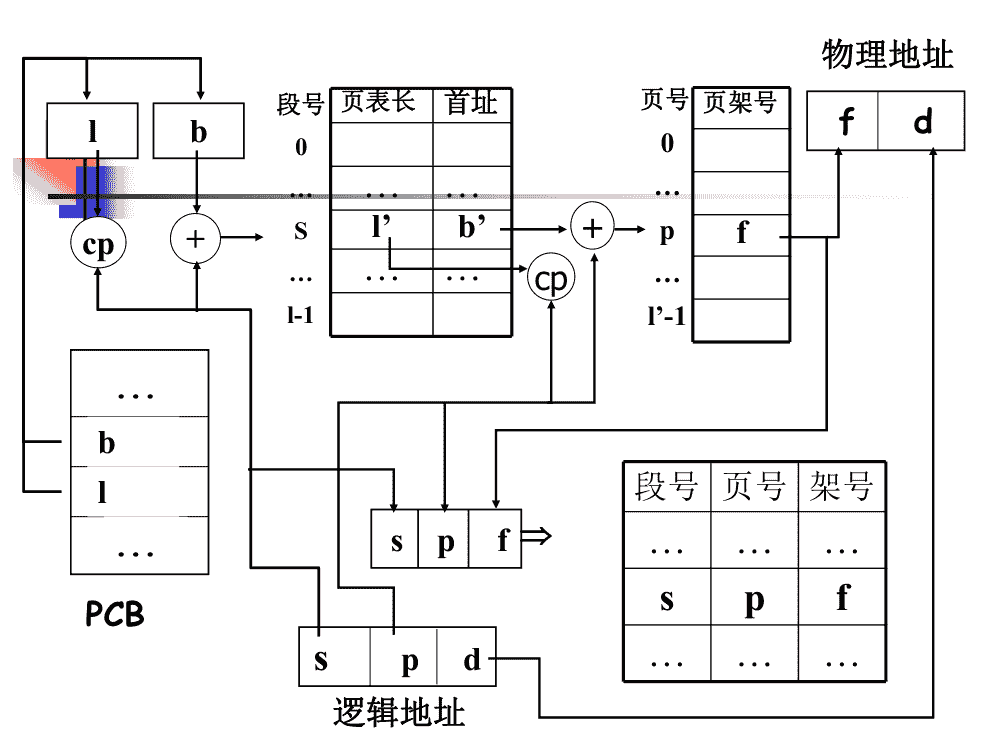 物理地址
段号 页表长 首址 页号 页架号
l b f d
0 0
… … … …
cp + S l’ b’ + p f
… … … cp …
l-1 l’-1
…
b
l
…
PCB
段号 页号 架号
… … …
s p f
s p f
… … …
s p d
逻辑地址